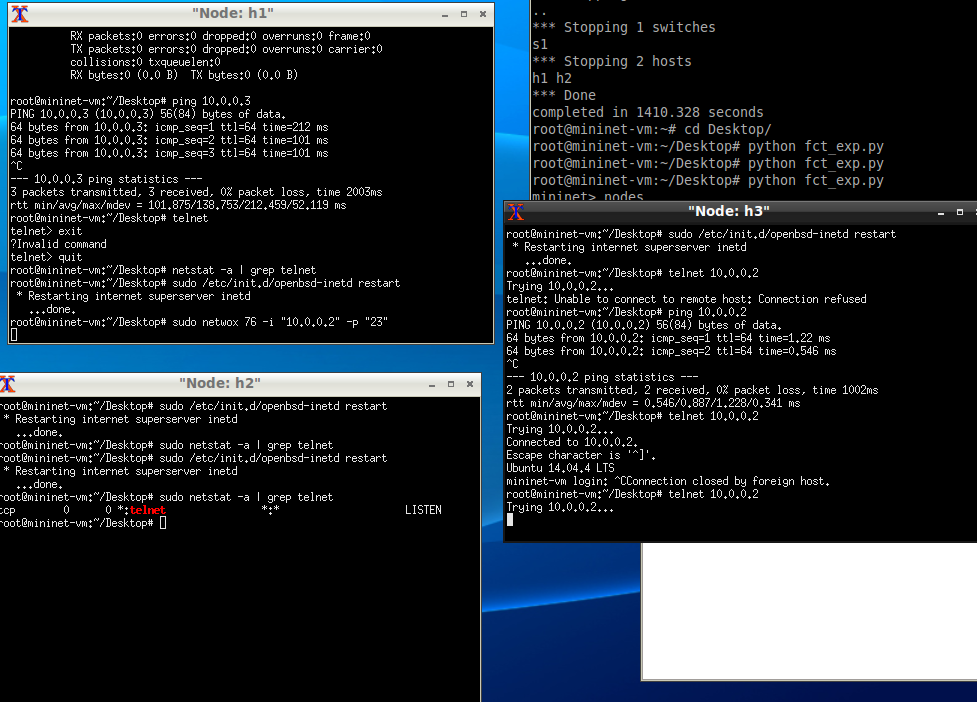 "Node: h1"
RX packets:0 errors:0 dropped:0 overruns:0 frame:0
TX packets:0 errors:0 dropped:0 overruns:0 carrier:0
collisions:0 txqueuelen:0
RX bytes:0 (0.0 B)  TX bytes:0 (0.0 B)
root@mininet-vm:~/Desktop# ping 10.0.0.3
PING 10.0.0.3 (10.0.0.3) 56(84) bytes of data.
64 bytes from 10.0.0.3: icmp_seq=1 ttl=64 time=212 ms
64 bytes from 10.0.0.3: icmp_seq=2 ttl=64 time=101 ms
64 bytes from 10.0.0.3: icmp_seq=3 ttl=64 time=101 ms
^C
--- 10.0.0.3 ping statistics ---
3 packets transmitted, 3 received, 0% packet loss, time 2003ms
rtt min/avg/max/mdev = 101.875/138.753/212.459/52.119 ms
root@mininet-vm:~/Desktop# telnet
telnet> exit
?Invalid command
telnet> quit
root@mininet-vm:~/Desktop# netstat -a | grep telnet
root@mininet-vm:~/Desktop# sudo /etc/init.d/openbsd-inetd restart
* Restarting internet superserver inetd
...done.
root@mininet-vm:~/Desktop# sudo netwox 76 -i "10.0.0.2" -p "23"
..
*** Stopping 1 switches
s1
*** Stopping 2 hosts
h1 h2
*** Done
completed in 1410.328 seconds
root@mininet-vm:~# cd Desktop/
root@mininet-vm:~/Desktop# python fct_exp.py
root@mininet-vm:~/Desktop# python fct_exp.py
root@mininet-vm:~/Desktop# python fct_exp.py
mininet> nodes
"Node: h3"
root@mininet-vm:~/Desktop# sudo /etc/init.d/openbsd-inetd restart
* Restarting internet superserver inetd
...done.
root@mininet-vm:~/Desktop# telnet 10.0.0.2
Trying 10.0.0.2...
telnet: Unable to connect to remote host: Connection refused
root@mininet-vm:~/Desktop# ping 10.0.0.2
PING 10.0.0.2 (10.0.0.2) 56(84) bytes of data.
64 bytes from 10.0.0.2: icmp_seq=1 ttl=64 time=1.22 ms
64 bytes from 10.0.0.2: icmp_seq=2 ttl=64 time=0.546 ms
^C
--- 10.0.0.2 ping statistics ---
2 packets transmitted, 2 received, 0% packet loss, time 1002ms
rtt min/avg/max/mdev = 0.546/0.887/1.228/0.341 ms
root@mininet-vm:~/Desktop# telnet 10.0.0.2
Trying 10.0.0.2...
Connected to 10.0.0.2.
Escape character is '^]'.
Ubuntu 14.04.4 LTS
mininet-vm login: ^CConnection closed by foreign host.
root@mininet-vm:~/Desktop# telnet 10.0.0.2
Trying 10.0.0.2...
"Node: h2"
root@mininet-vm:~/Desktop# sudo /etc/init.d/openbsd-inetd restart
* Restarting internet superserver inetd
...done.
root@mininet-vm:~/Desktop# sudo netstat -a | grep telnet
root@mininet-vm:~/Desktop# sudo /etc/init.d/openbsd-inetd restart
* Restarting internet superserver inetd
...done.
root@mininet-vm:~/Desktop# sudo netstat -a | grep telnet
tcp        0      0 *:telnet                *:*                     LISTEN
root@mininet-vm:~/Desktop#